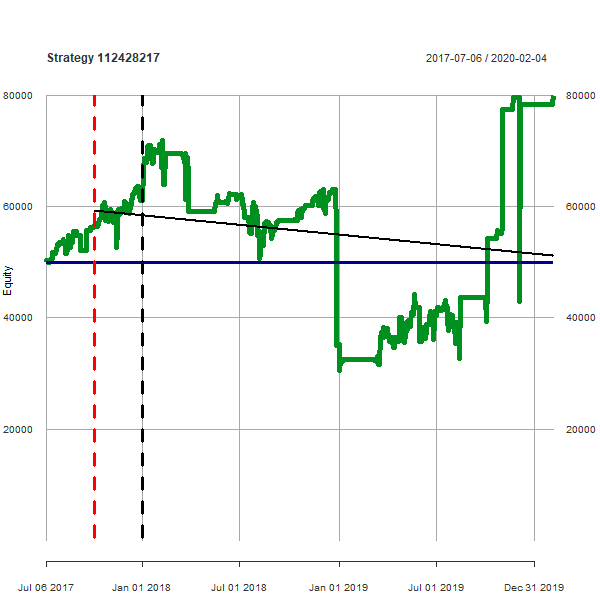 Strategy 112428217
2017-07-06 / 2020-02-04
80000
80000
60000
60000
Equity
40000
40000
20000
20000
Jul 06 2017
Jan 01 2018
Jul 01 2018
Jan 01 2019
Jul 01 2019
Dec 31 2019